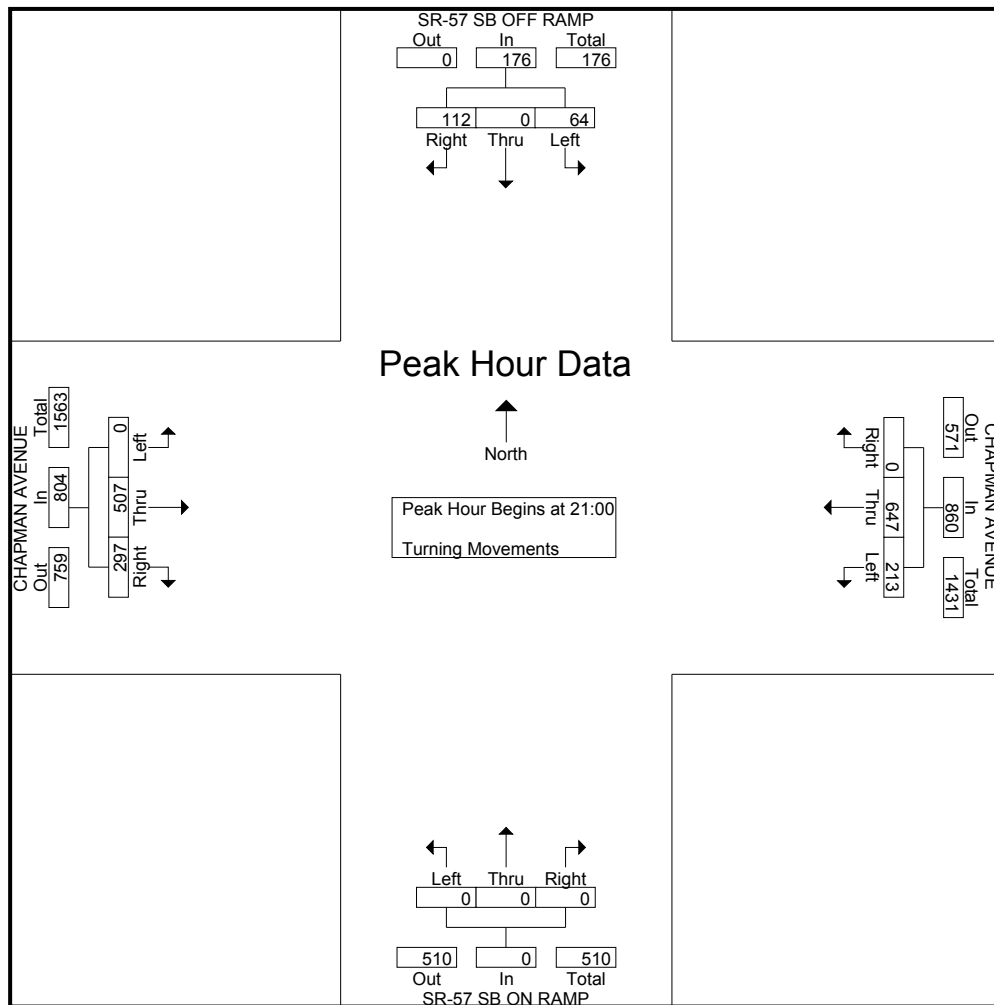 SR-57 SB OFF RAMP
Out In Total
0 176 176
112 0 64
Right Thru Left
Peak Hour Data
North
Peak Hour Begins at 21:00
Turning Movements
CHAPMAN AVENUE
Out In Total
759 804 1563
297 507 0
Right Thru Left
CHAPMAN AVENUE
Out In Total
571 860 1431
0 647 213
Right Thru Left
Left Thru Right
0 0 0
510 0 510
Out In Total
SR-57 SB ON RAMP